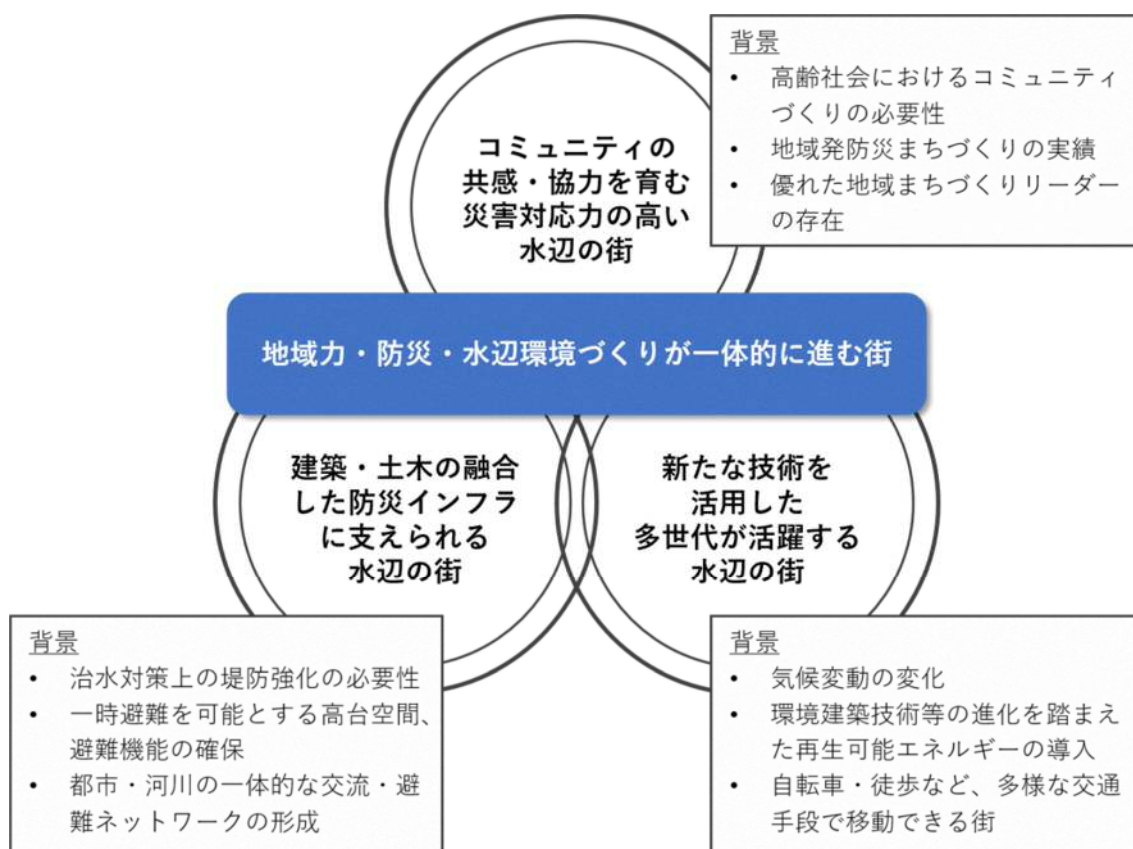 背景
• 高齢社会におけるコミュニティ
づくりの必要性
• 地域発防災まちづくりの実績
• 優れた地域まちづくりリーダー
の存在
コミュニティの
共感・協力を育む
災害対応力の高い
水辺の街
地域力・防災・水辺環境づくりが一体的に進む街
建築・土木の融合
した防災インフラ
に支えられる
水辺の街
新たな技術を
活用した
多世代が活躍する
水辺の街
背景
• 治水対策上の堤防強化の必要性
• 一時避難を可能とする高台空間、
避難機能の確保
• 都市・河川の一体的な交流・避
難ネットワークの形成
背景
• 気候変動の変化
• 環境建築技術等の進化を踏まえ
た再生可能エネルギーの導入
• 自転車・徒歩など、多様な交通
手段で移動できる街